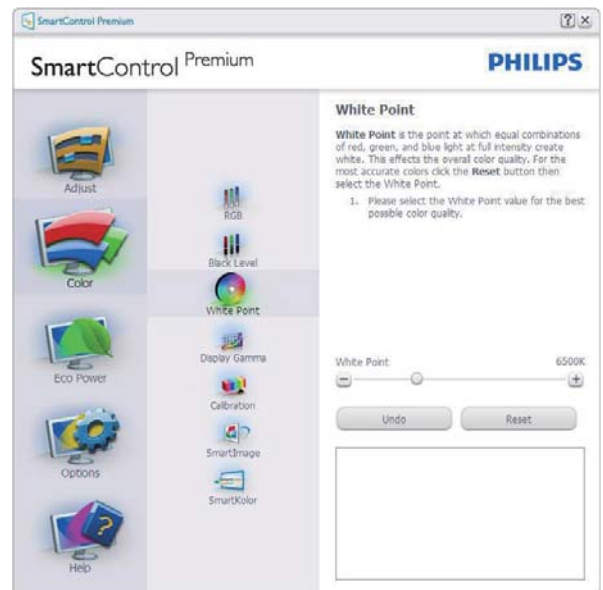 SmartControl Premium
? ×
SmartControl Premium
PHILIPS
Adjust
Color
Eco Power
Options
Help
RGB
Black Level
White Point
Display Gamma
Calibration
SmartImage
SmartKolor
White Point
White Point is the point at which equal combinations
of red, green, and blue light at full intensity create
white. This effects the overall color quality. For the
most accurate colors click the Reset button then
select the White Point.
1. Please select the White Point value for the best
possible color quality.
White Point 6500K
Undo Reset